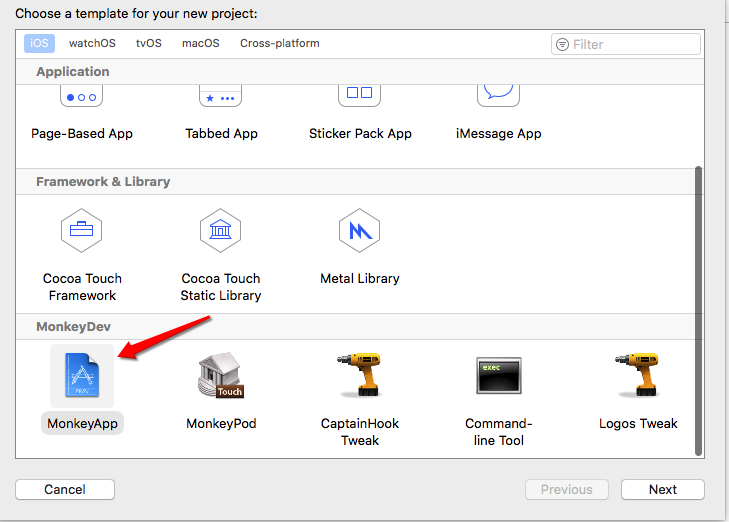 Choose a template for your new project:
iOS watchOS tvOS macOS Cross-platform Filter
Application
Page-Based App Tabbed App Sticker Pack App iMessage App
Framework & Library
Cocoa Touch Framework
Cocoa Touch Static Library
Metal Library
MonkeyDev
Touch
exec
MonkeyApp MonkeyPod CaptainHook Tweak Command-line Tool Logos Tweak
Cancel Previous Next